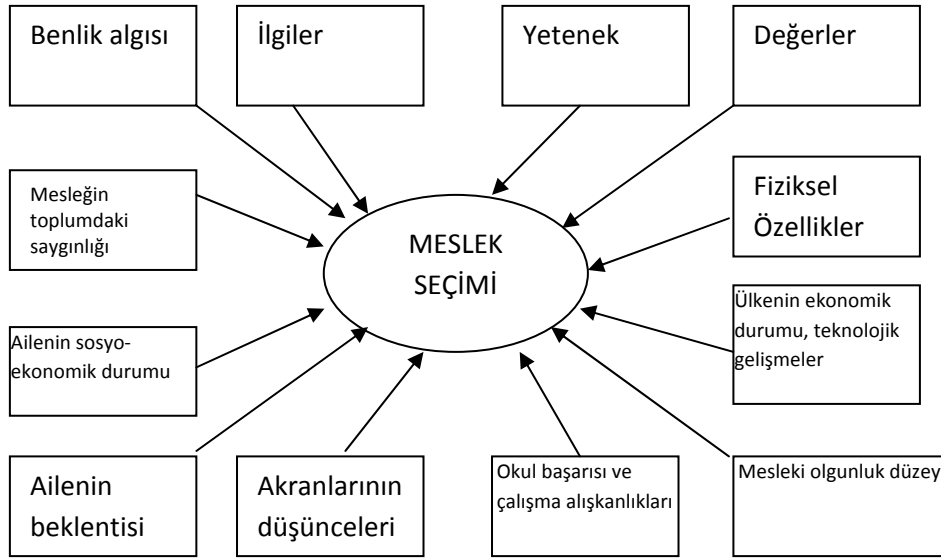 Benlik algısı
İlgiler
Yetenek
Değerler
Mesleğin
toplumdaki
saygınlığı
MESLEK
SEÇİMİ
Fiziksel
Özellikler
Ailenin sosyo-
ekonomik durumu
Ülkenin ekonomik
durumu, teknolojik
gelişmeler
Ailenin
beklentisi
Akranlarının
düşünceleri
Okul başarısı ve
çalışma alışkanlıkları
Mesleki olgunluk düzey